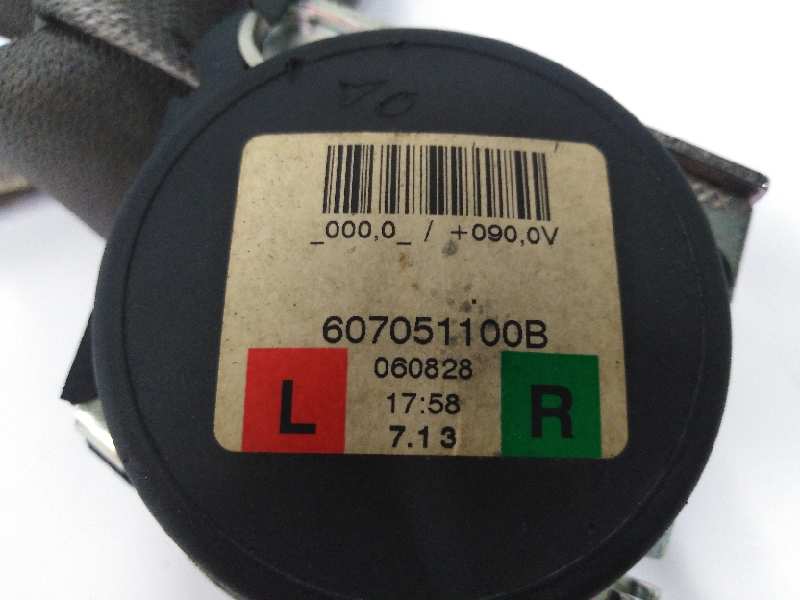 _000,0_ / +090,0V
607051100B
060828
L
17:58
R
7.13